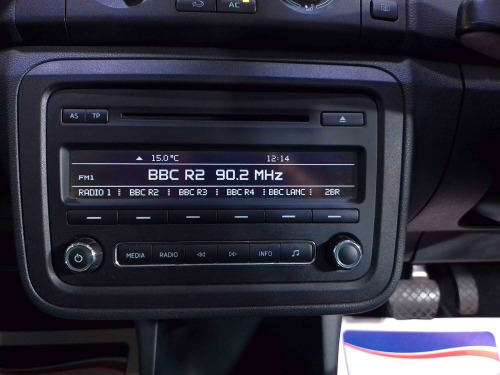 AC
AS TP
15.0°C 12:14
FM1 BBC R2 90.2 MHz
RADIO 1 BBC R2 BBC R3 BBC R4 BBC LANC 2BR
MEDIA RADIO INFO